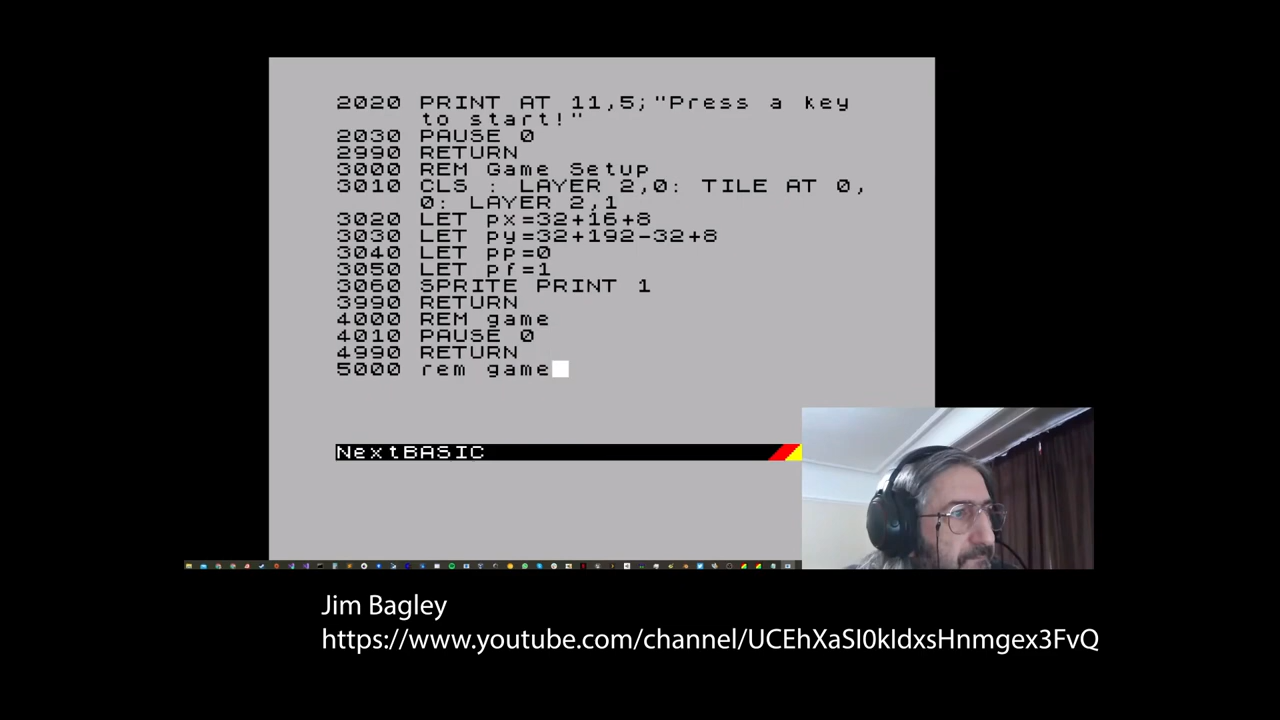 2020 PRINT AT 11,5;"Press a key
to start!"
2030 PAUSE 0
2990 RETURN
3000 REM Game Setup
3010 CLS : LAYER 2,0: TILE AT 0,
0: LAYER 2,1
3020 LET px=32+16+8
3030 LET py=32+192-32+8
3040 LET pp=0
3050 LET pf=1
3060 SPRITE PRINT 1
3990 RETURN
4000 REM game
4010 PAUSE 0
4990 RETURN
5000 rem game
NextBASIC
Jim Bagley
https://www.youtube.com/channel/UCEhXaSI0kIdxsHnmgex3FvQ